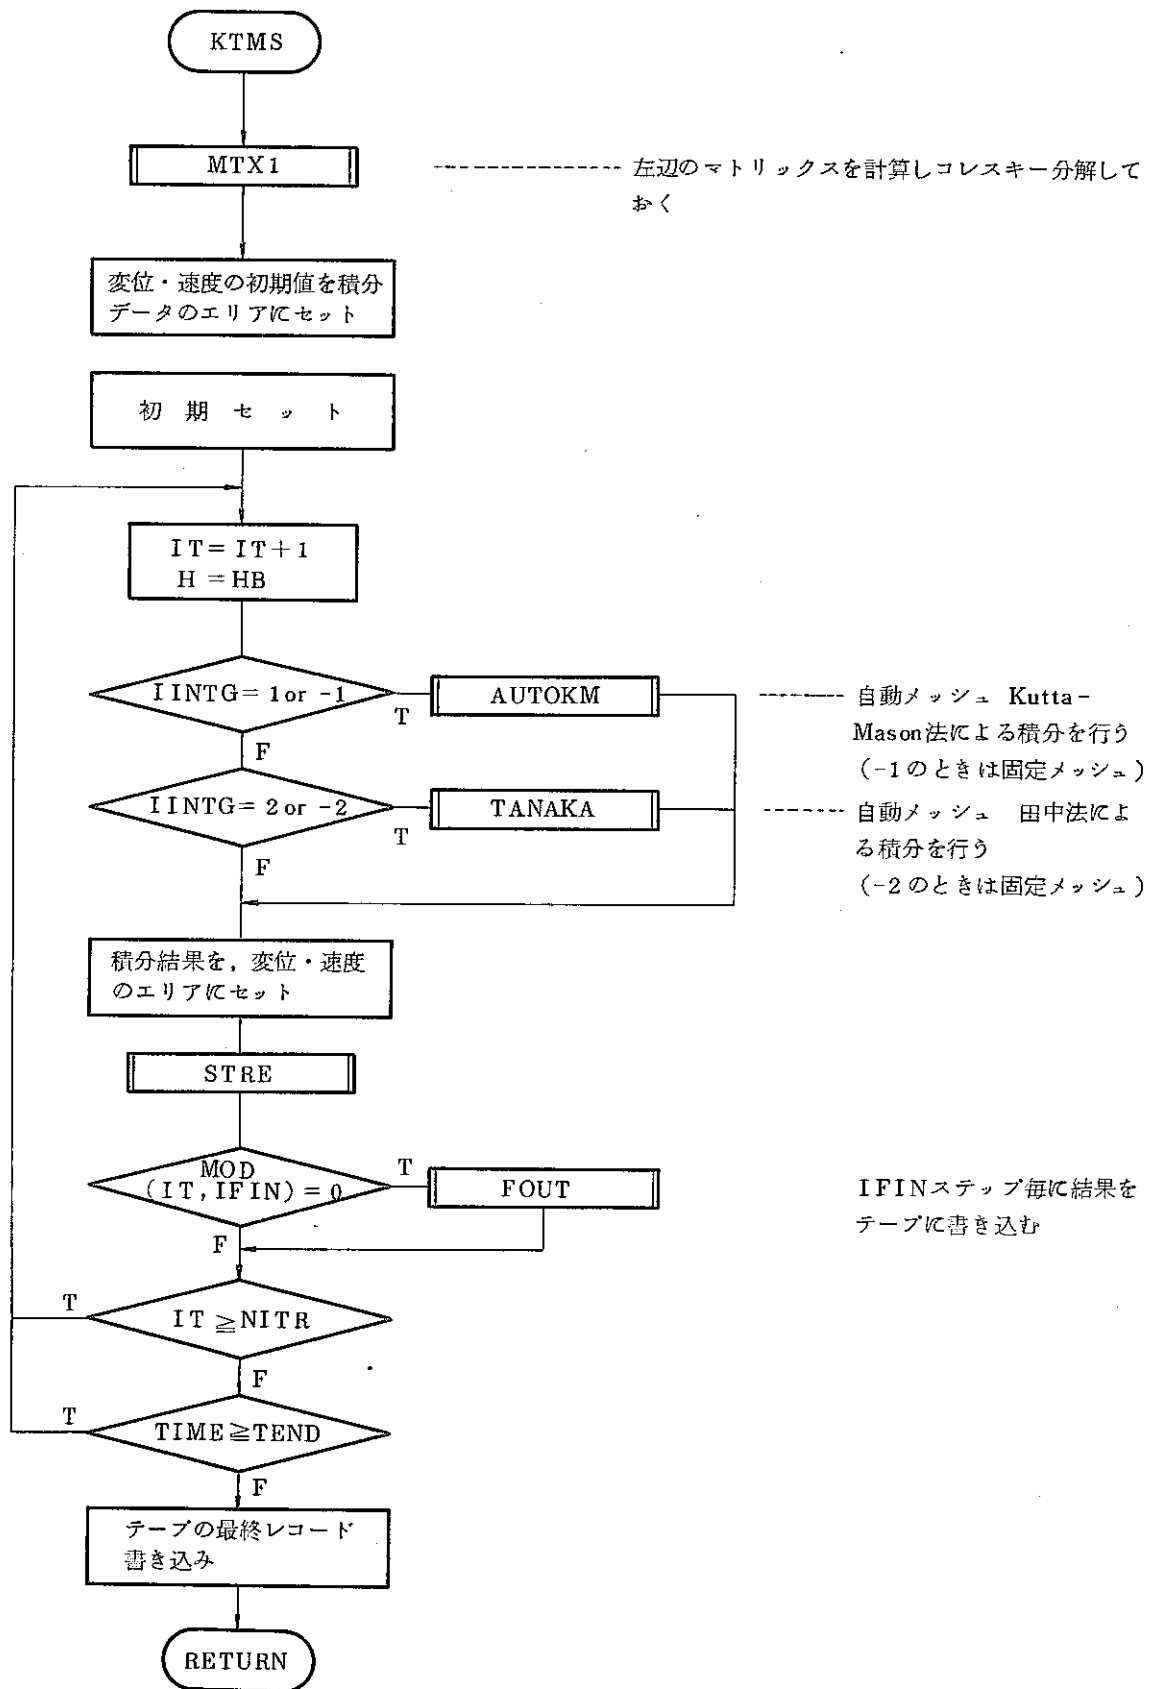 KTMS
MTX1
左辺のマトリックスを計算しコレスキー分解して
おく
変位・速度の初期値を積分
データのエリアにセット
初期セット
IT=IT+1
H=HB
IINTG=1 or -1
T
AUTOKM
自動メッシュ Kutta-
Mason法による積分を行う
(-1のときは固定メッシュ)
F
IINTG=2 or -2
T
TANAKA
自動メッシュ 田中法によ
る積分を行う
(-2のときは固定メッシュ)
F
積分結果を，変位・速度
のエリアにセット
STRE
MOD
(IT,IFIN)=0
T
FOUT
IFINステップ毎に結果を
テープに書き込む
F
T
IT≧NITR
F
T
TIME≧TEND
F
テープの最終レコード
書き込み
RETURN